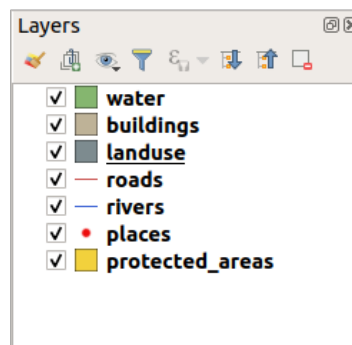 Layers
water
buildings
landuse
roads
rivers
places
protected_areas